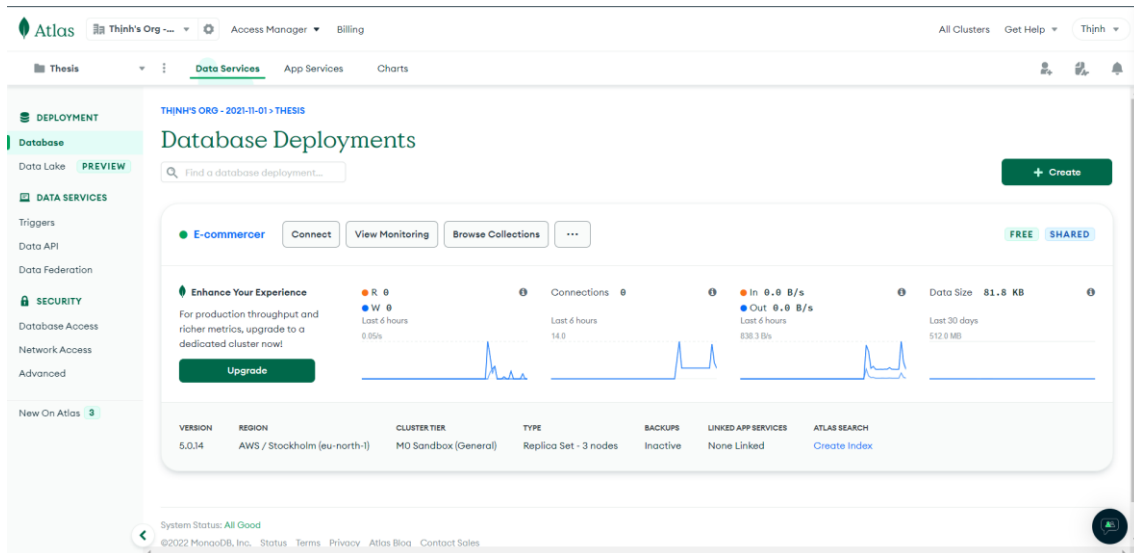 Atlas
Thịnh's Org -...
Access Manager
Billing
All Clusters
Get Help
Thịnh
Thesis
Data Services
App Services
Charts
DEPLOYMENT
Database
Data Lake PREVIEW
DATA SERVICES
Triggers
Data API
Data Federation
SECURITY
Database Access
Network Access
Advanced
New On Atlas 3
THỊNH'S ORG - 2021-11-01 > THESIS
Database Deployments
Find a database deployment...
+ Create
E-commercer
Connect
View Monitoring
Browse Collections
...
FREE
SHARED
Enhance Your Experience
For production throughput and
richer metrics, upgrade to a
dedicated cluster now!
Upgrade
R 0
W 0
Last 6 hours
0.05/s
Connections 0
Last 6 hours
14.0
In 0.0 B/s
Out 0.0 B/s
Last 6 hours
838.3 B/s
Data Size 81.8 KB
Last 30 days
512.0 MB
VERSION
5.0.14
REGION
AWS / Stockholm (eu-north-1)
CLUSTER TIER
M0 Sandbox (General)
TYPE
Replica Set - 3 nodes
BACKUPS
Inactive
LINKED APP SERVICES
None Linked
ATLAS SEARCH
Create Index
System Status: All Good
©2022 MongoDB, Inc. Status Terms Privacy Atlas Blog Contact Sales